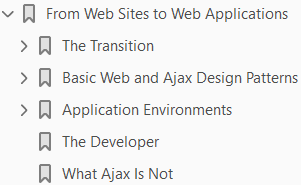 From Web Sites to Web Applications
The Transition
Basic Web and Ajax Design Patterns
Application Environments
The Developer
What Ajax Is Not